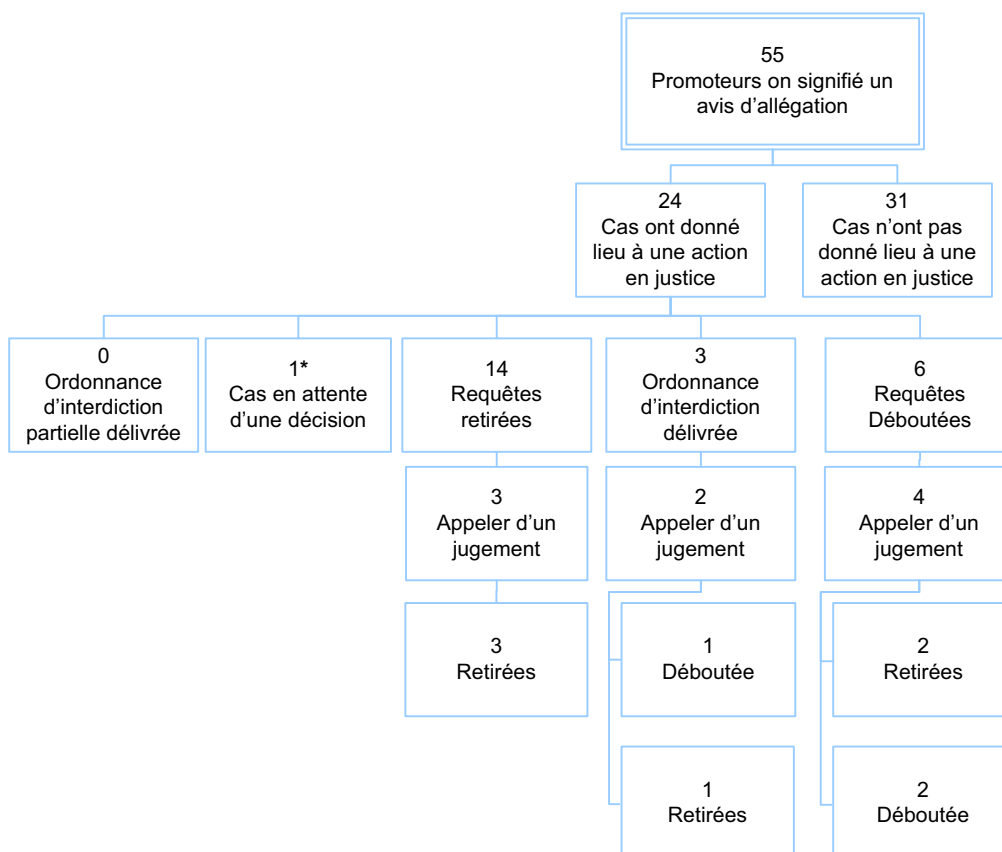 55
Promoteurs on signifié un
avis d'allégation
24
Cas ont donné
lieu à une action
en justice
31
Cas n'ont pas
donné lieu à une
action en justice
0
Ordonnance
d'interdiction
partielle délivrée
1*
Cas en attente
d'une décision
14
Requêtes
retirées
3
Ordonnance
d'interdiction
délivrée
6
Requêtes
Déboutées
3
Appeler d'un
jugement
2
Appeler d'un
jugement
4
Appeler d'un
jugement
3
Retirées
1
Déboutée
2
Retirées
1
Retirées
2
Déboutée